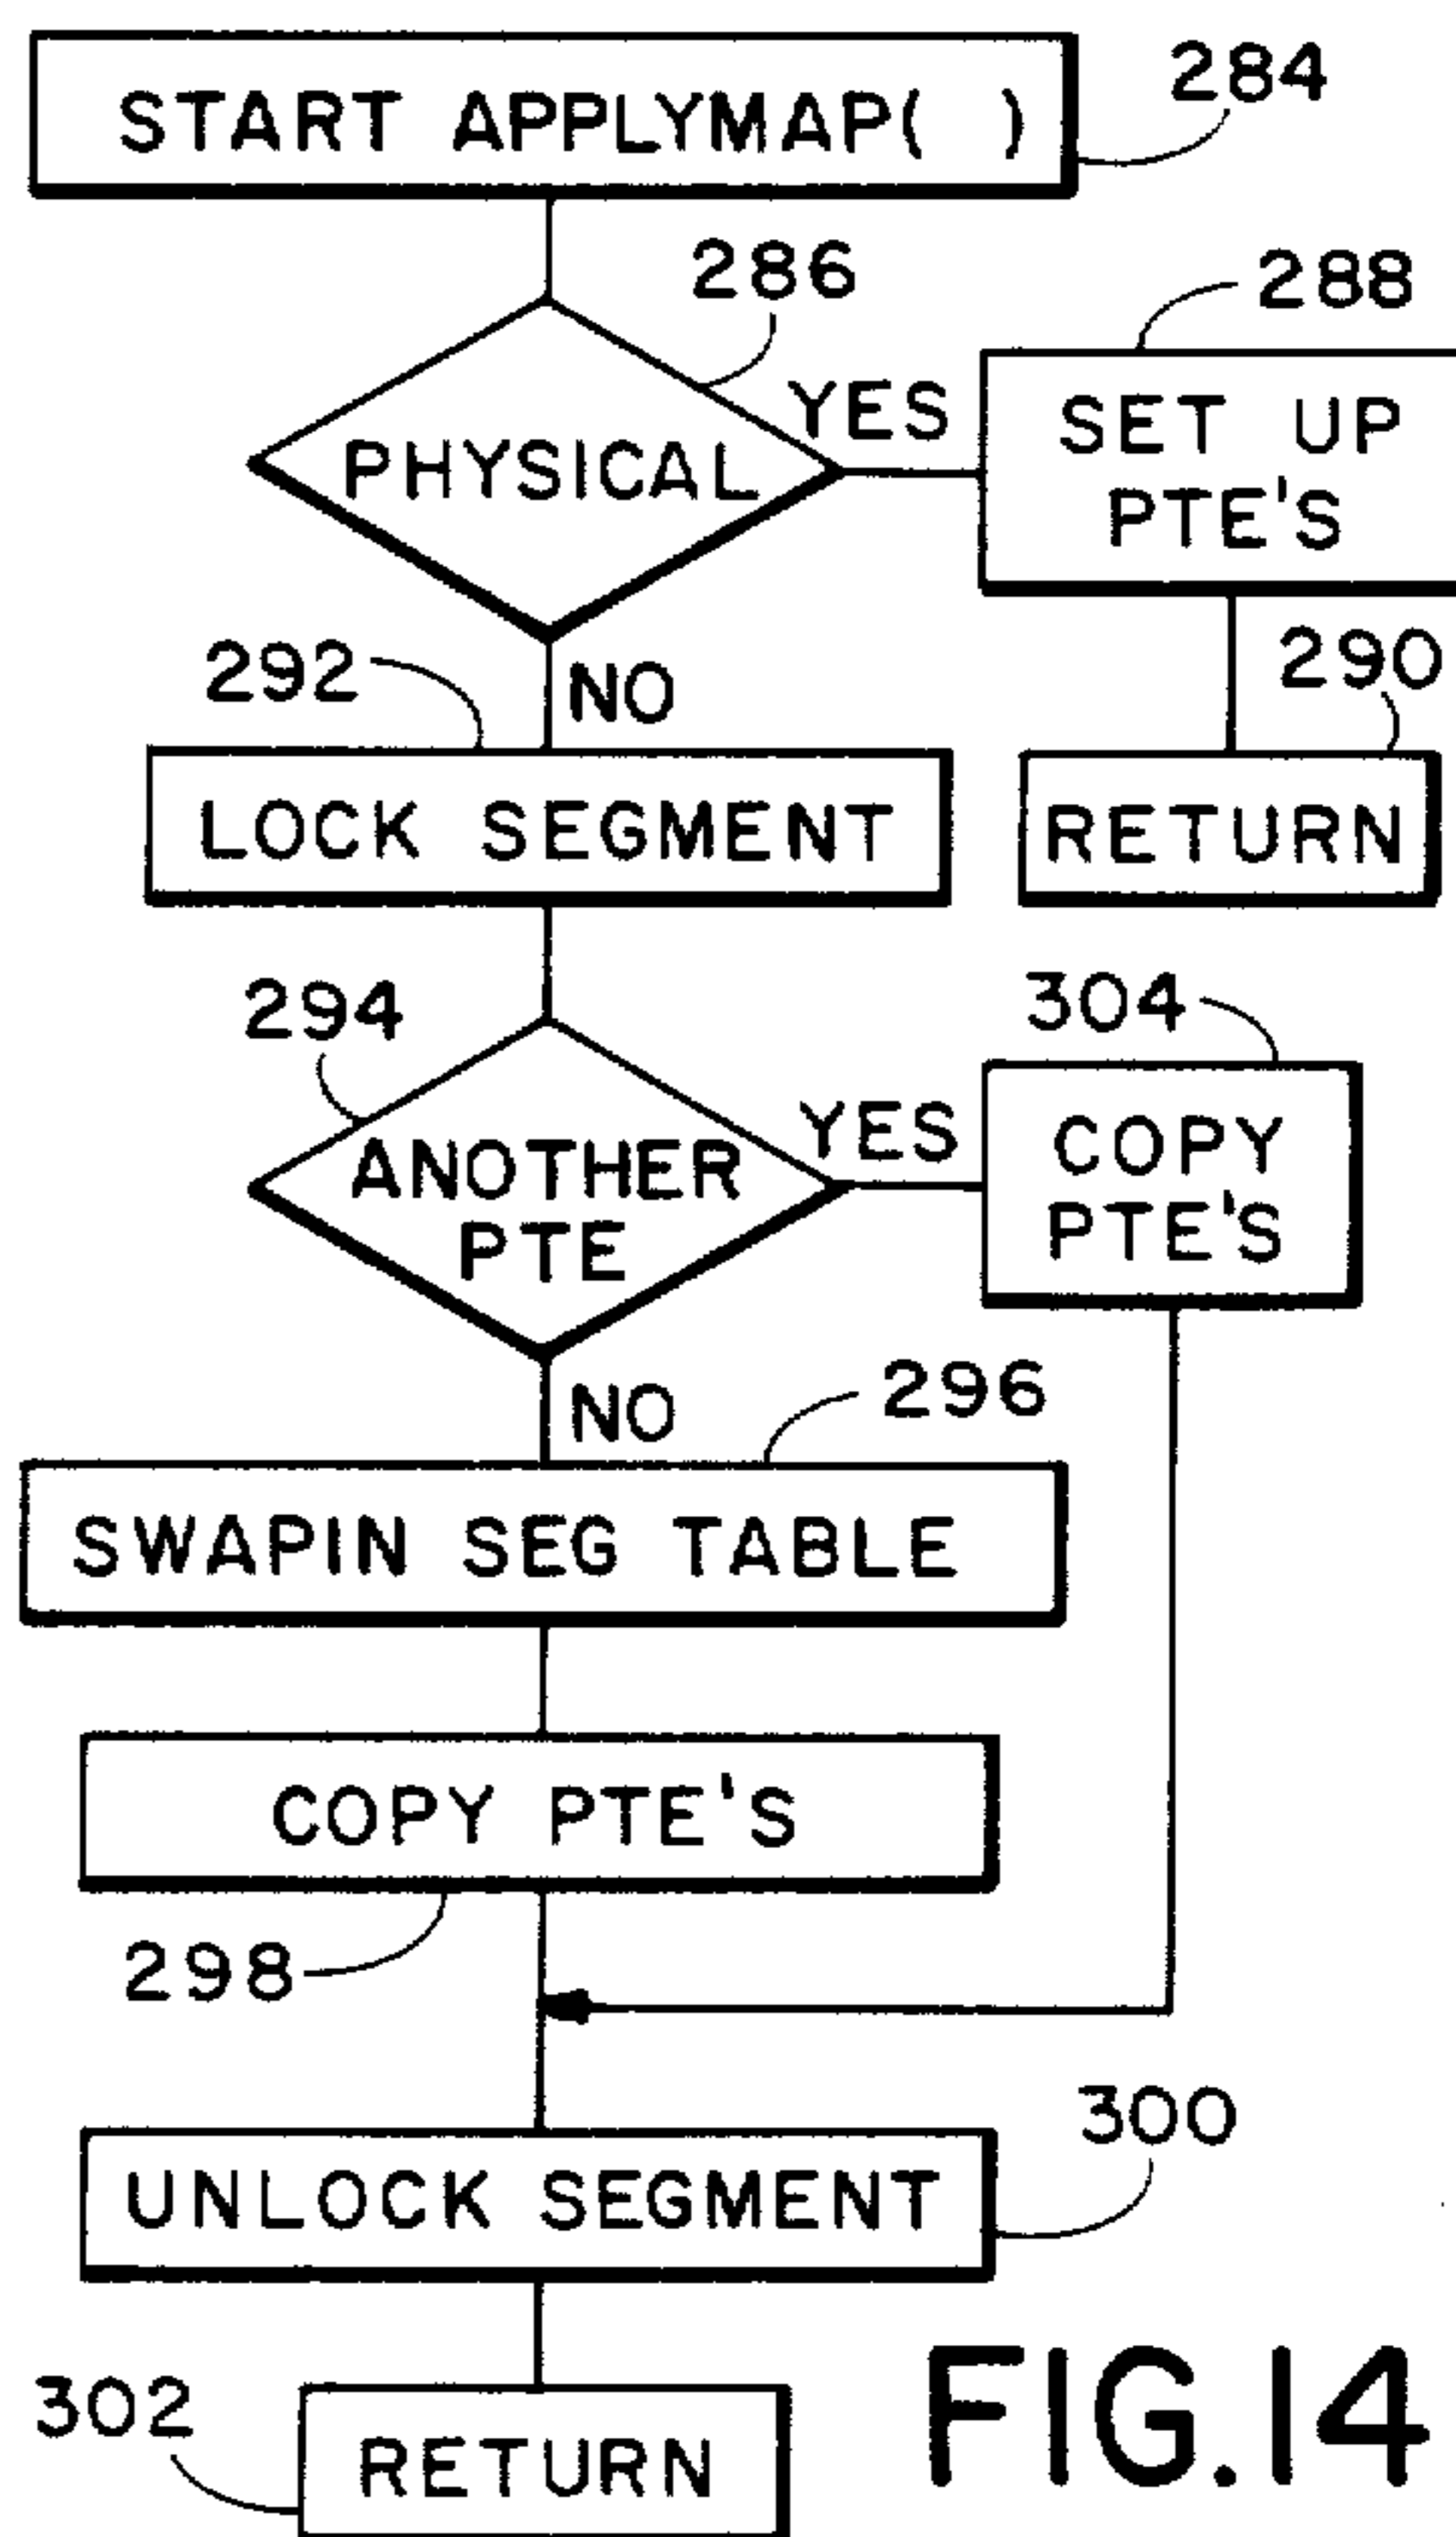 START APPLYMAP( )
284
286
288
PHYSICAL
YES
SET UP
PTE'S
292
NO
290
LOCK SEGMENT
RETURN
294
304
ANOTHER
PTE
YES
COPY
PTE'S
NO
296
SWAPIN SEG TABLE
COPY PTE'S
298
300
UNLOCK SEGMENT
302
RETURN
FIG.14